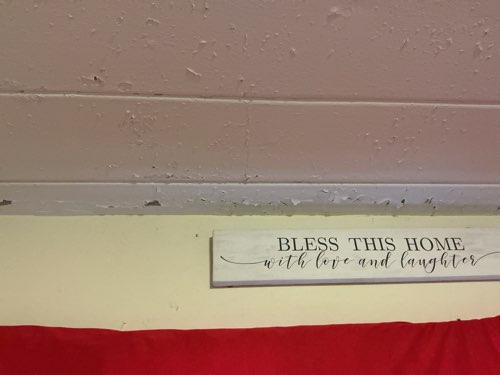 BLESS THIS HOME
with love and laughter